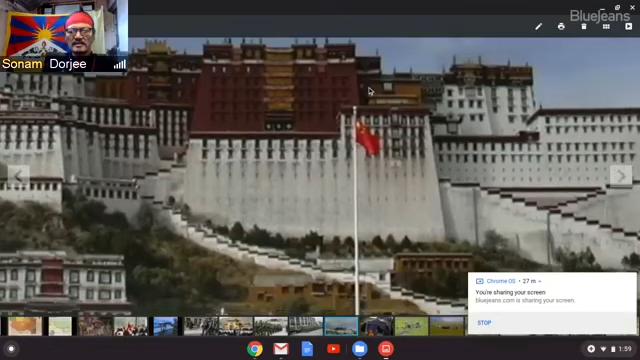 BlueJeans
Sonam Dorjee
Chrome OS • 27 m
You're sharing your screen
bluejeans.com is sharing your screen.
STOP
1:59